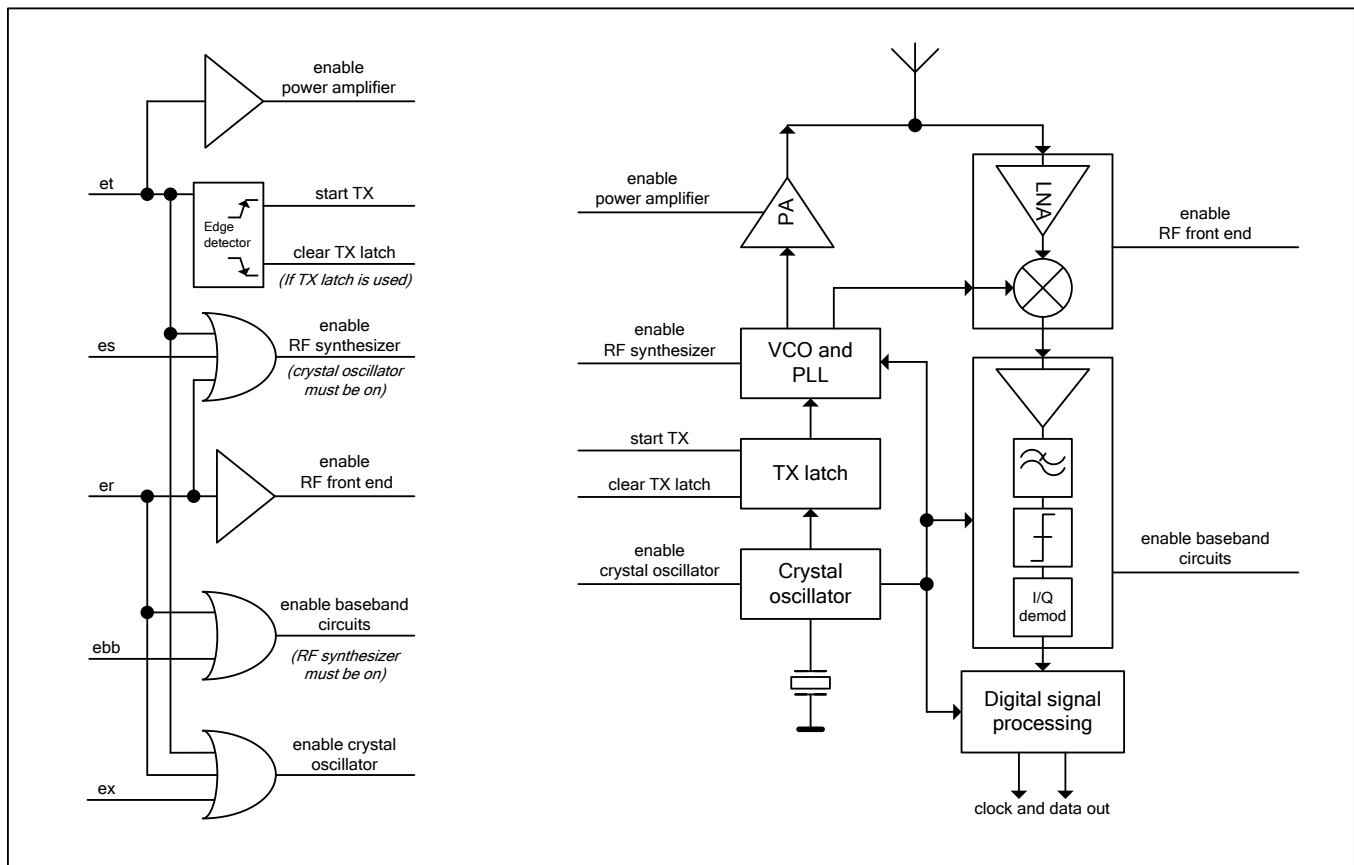 enable
power amplifier
et
Edge
detector
start TX
clear TX latch
(If TX latch is used)
es
enable
RF synthesizer
(crystal oscillator
must be on)
er
enable
RF front end
ebb
enable baseband
circuits
(RF synthesizer
must be on)
ex
enable crystal
oscillator
enable
power amplifier
PA
LNA
enable
RF front end
enable
RF synthesizer
VCO and
PLL
start TX
clear TX latch
TX latch
enable
crystal oscillator
Crystal
oscillator
I/Q
demod
enable baseband
circuits
Digital signal
processing
clock and data out